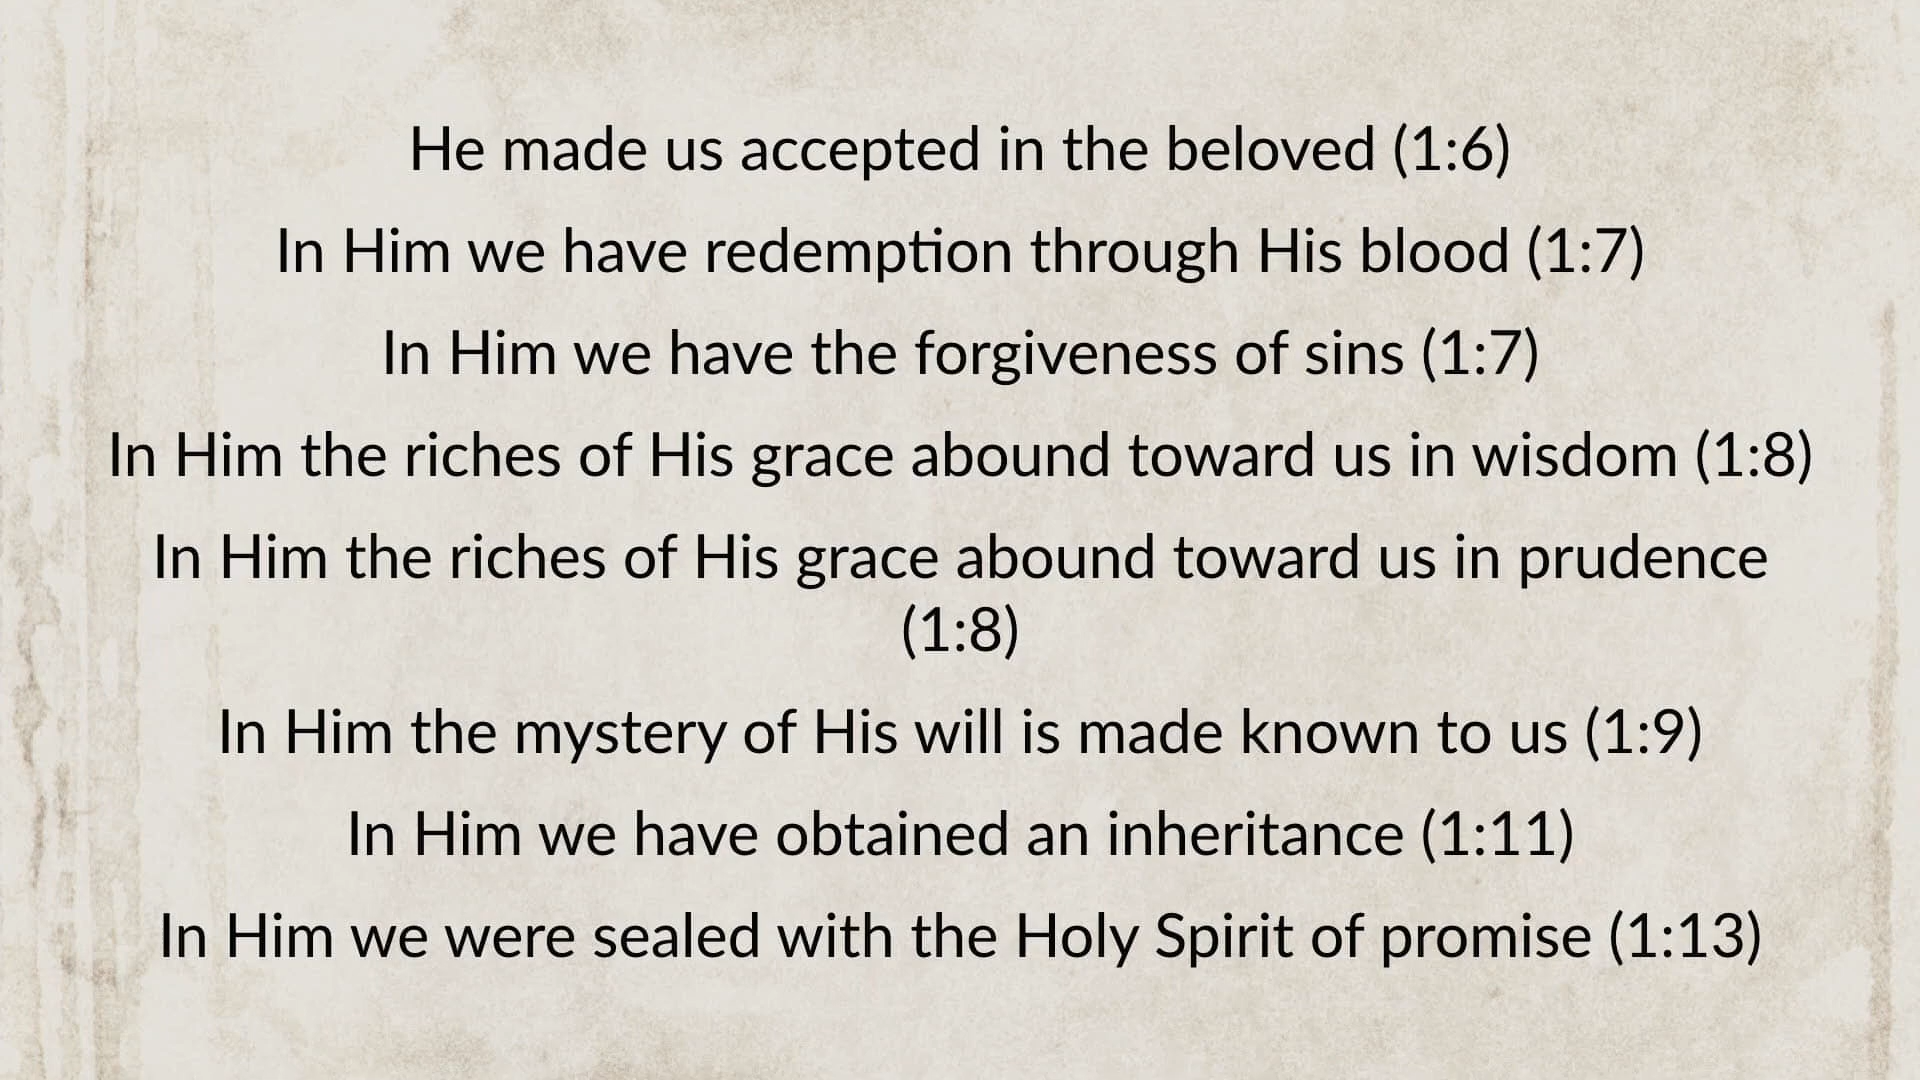 He made us accepted in the beloved (1:6)
In Him we have redemption through His blood (1:7)
In Him we have the forgiveness of sins (1:7)
In Him the riches of His grace abound toward us in wisdom (1:8)
In Him the riches of His grace abound toward us in prudence
(1:8)
In Him the mystery of His will is made known to us (1:9)
In Him we have obtained an inheritance (1:11)
In Him we were sealed with the Holy Spirit of promise (1:13)